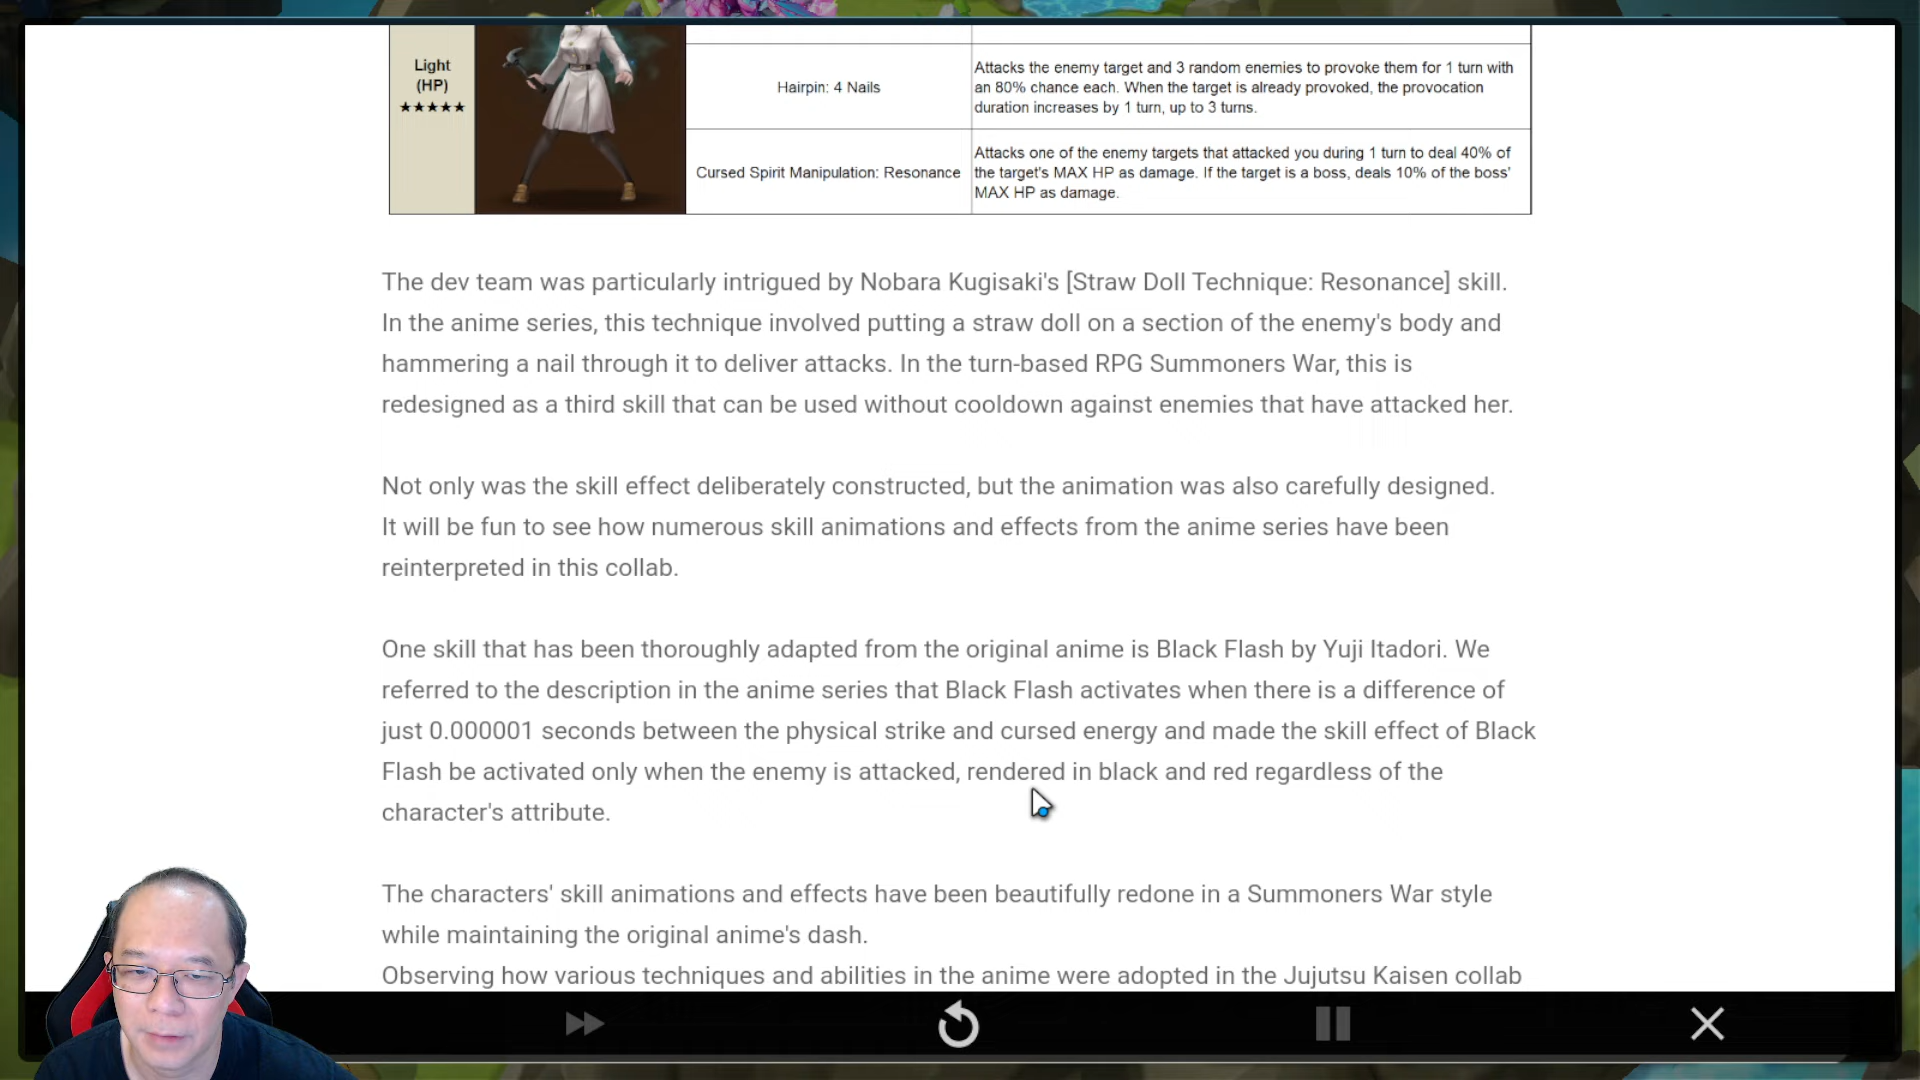 Light
(HP)
★★★★★
Hairpin: 4 Nails
Attacks the enemy target and 3 random enemies to provoke them for 1 turn with
an 80% chance each. When the target is already provoked, the provocation
duration increases by 1 turn, up to 3 turns.
Cursed Spirit Manipulation: Resonance
Attacks one of the enemy targets that attacked you during 1 turn to deal 40% of
the target's MAX HP as damage. If the target is a boss, deals 10% of the boss'
MAX HP as damage.
The dev team was particularly intrigued by Nobara Kugisaki's [Straw Doll Technique: Resonance] skill.
In the anime series, this technique involved putting a straw doll on a section of the enemy's body and
hammering a nail through it to deliver attacks. In the turn-based RPG Summoners War, this is
redesigned as a third skill that can be used without cooldown against enemies that have attacked her.
Not only was the skill effect deliberately constructed, but the animation was also carefully designed.
It will be fun to see how numerous skill animations and effects from the anime series have been
reinterpreted in this collab.
One skill that has been thoroughly adapted from the original anime is Black Flash by Yuji Itadori. We
referred to the description in the anime series that Black Flash activates when there is a difference of
just 0.000001 seconds between the physical strike and cursed energy and made the skill effect of Black
Flash be activated only when the enemy is attacked, rendered in black and red regardless of the
character's attribute.
The characters' skill animations and effects have been beautifully redone in a Summoners War style
while maintaining the original anime's dash.
Observing how various techniques and abilities in the anime were adopted in the Jujutsu Kaisen collab